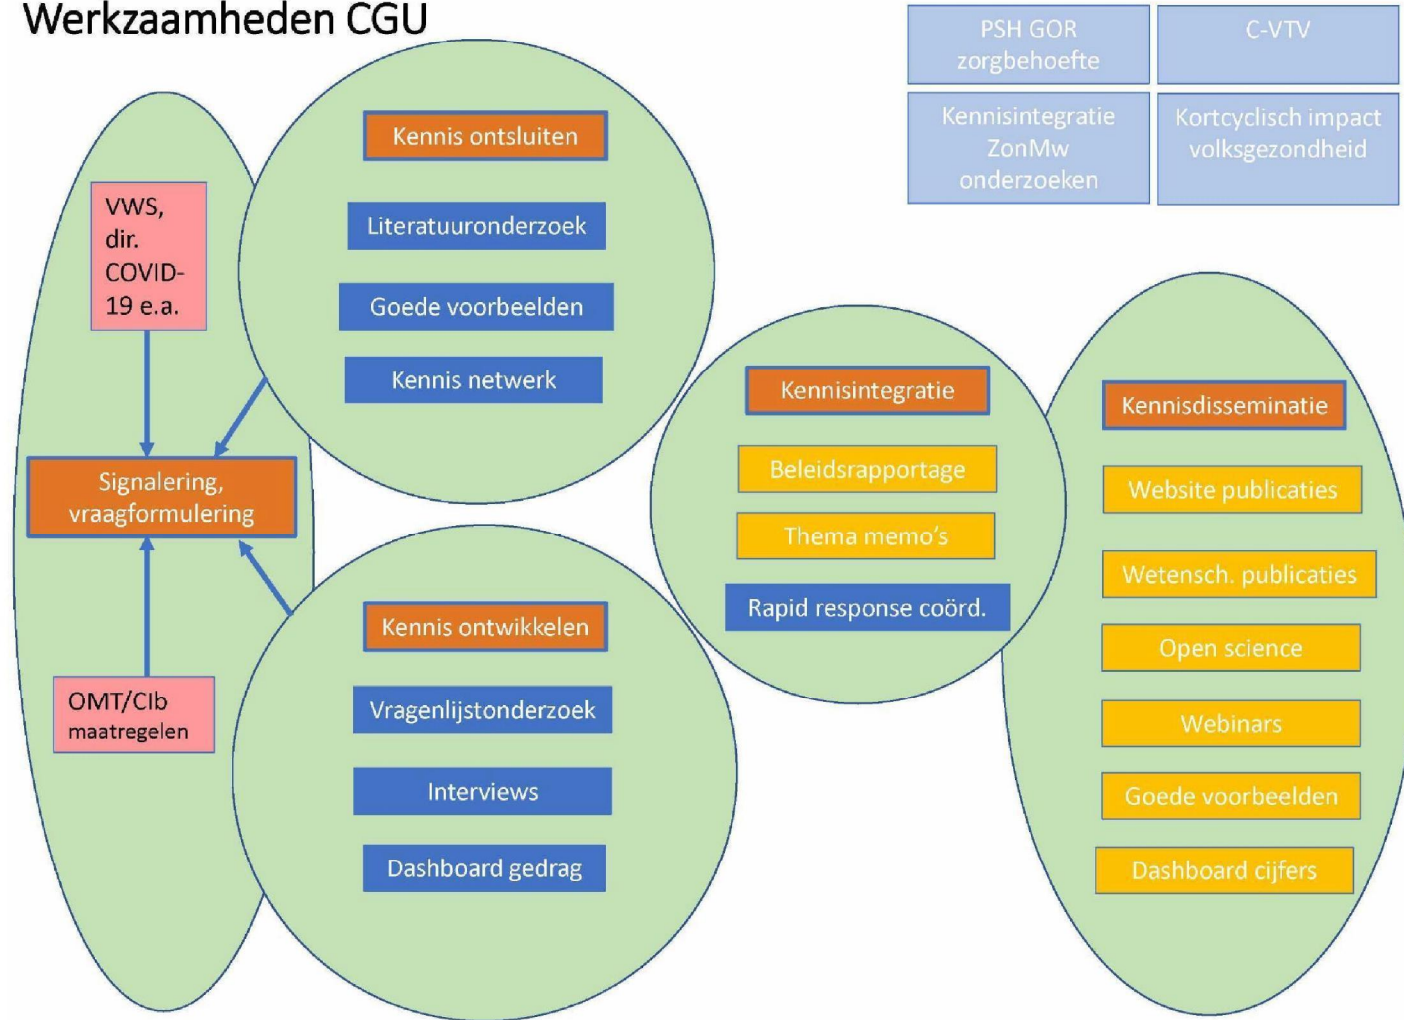 Werkzaamheden CGU
PSH GOR
zorgbehoefte
C-VTV
Kennisintegratie
ZonMw
onderzoeken
Kortcyclisch impact
volksgezondheid
VWS,
dir.
COVID-
19 e.a.
Signalering,
vraagformulering
OMT/CIb
maatregelen
Kennis ontsluiten
Literatuuronderzoek
Goede voorbeelden
Kennis netwerk
Kennis ontwikkelen
Vragenlijstonderzoek
Interviews
Dashboard gedrag
Kennisintegratie
Beleidsrapportage
Thema memo’s
Rapid response coörd.
Kennisdisseminatie
Website publicaties
Wetensch. publicaties
Open science
Webinars
Goede voorbeelden
Dashboard cijfers